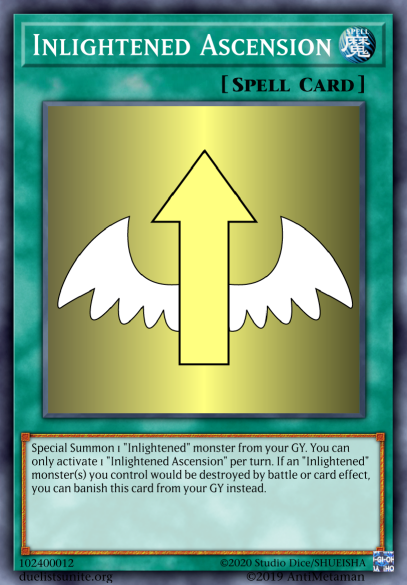 INLIGHTENED ASCENSION
SPELL
魔
[SPELL CARD]
Special Summon 1 "Inlightened" monster from your GY. You can
only activate 1 "Inlightened Ascension" per turn. If an "Inlightened"
monster(s) you control would be destroyed by battle or card effect,
you can banish this card from your GY instead.
102400012
©2020 Studio Dice/SHUEISHA
duelistsunite.org
©2019 AntiMetaman